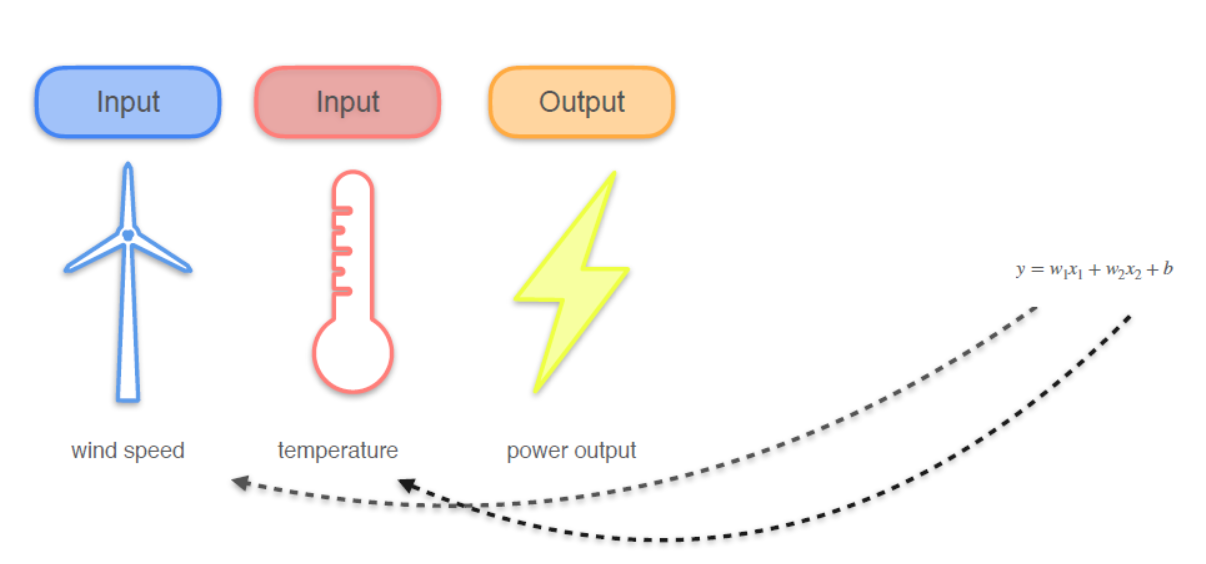 Input
Input
Output
y = w₁x₁ + w₂x₂ + b
wind speed
temperature
power output